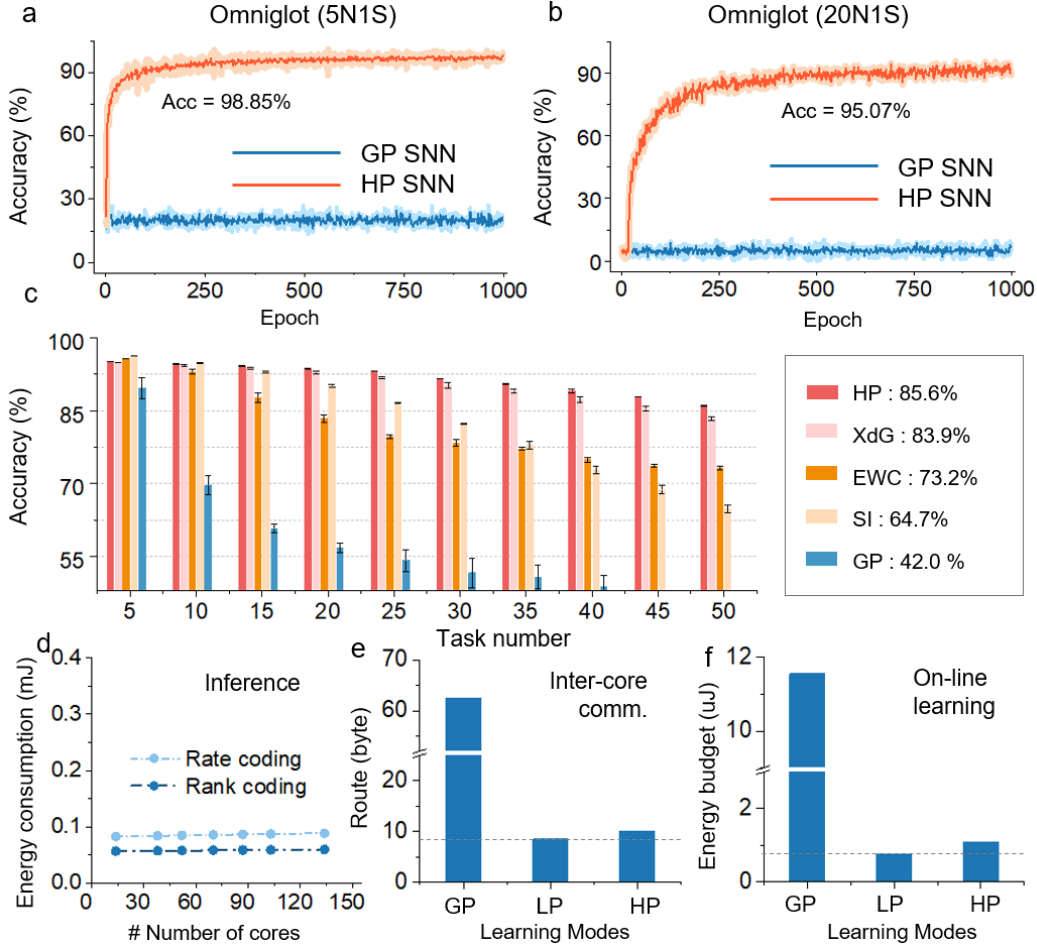 a
Omniglot (5N1S)
Accuracy (%)
90
60
30
0
Acc = 98.85%
GP SNN
HP SNN
0 250 500 750 1000
Epoch
b
Omniglot (20N1S)
Accuracy (%)
90
60
30
0
Acc = 95.07%
GP SNN
HP SNN
0 250 500 750 1000
Epoch
c
Accuracy (%)
100
85
70
55
5 10 15 20 25 30 35 40 45 50
Task number
HP : 85.6%
XdG : 83.9%
EWC : 73.2%
SI : 64.7%
GP : 42.0 %
d
Energy consumption (mJ)
0.4
0.3
0.2
0.1
0.0
Inference
Rate coding
Rank coding
0 30 60 90 120 150
# Number of cores
e
Route (byte)
70
60
20
10
0
Inter-core
comm.
GP LP HP
Learning Modes
f
Energy budget (uJ)
12
10
2
0
On-line
learning
GP LP HP
Learning Modes